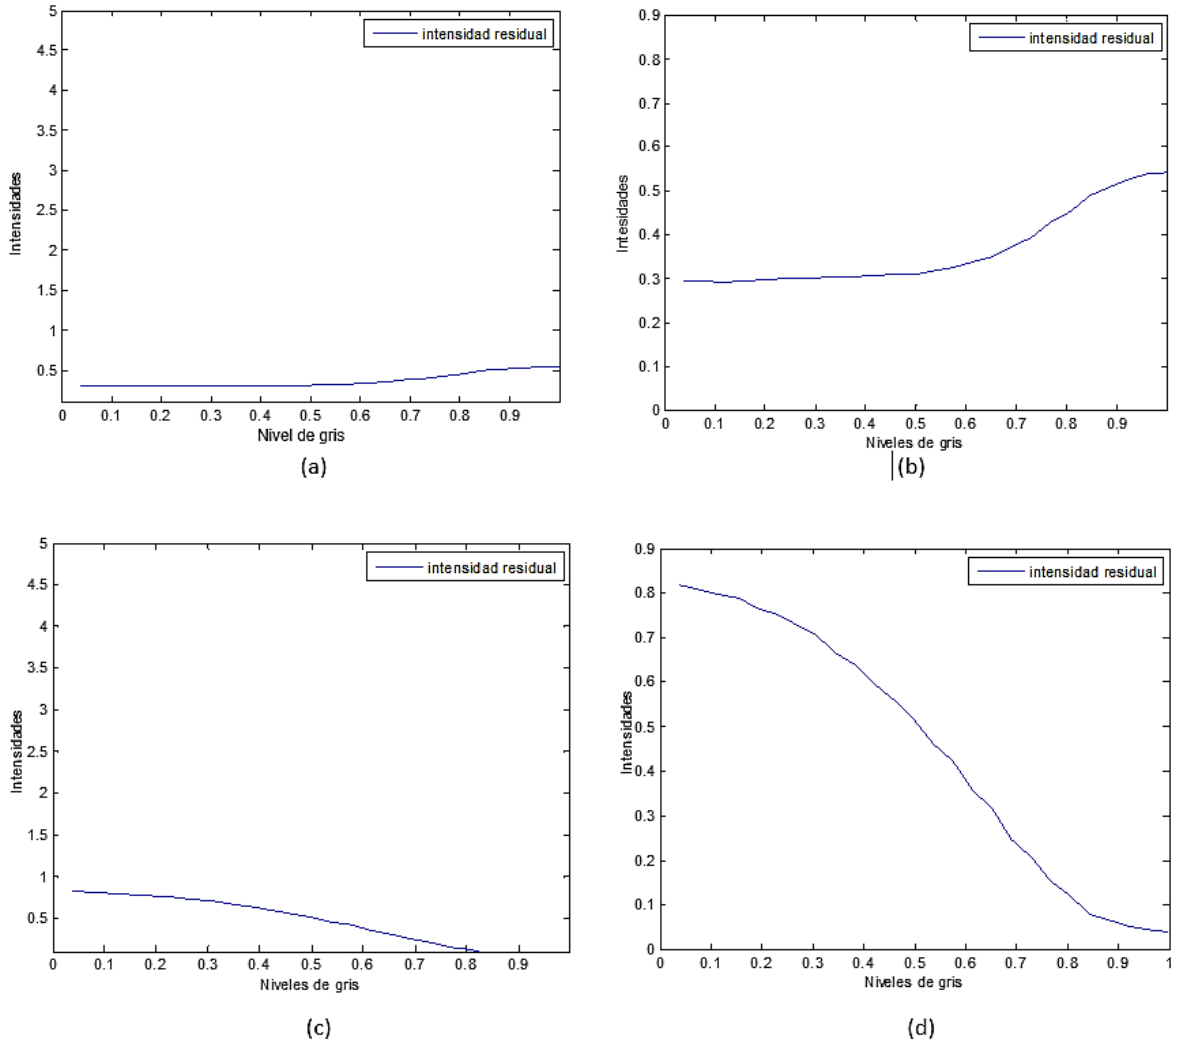 intensidad residual
5
4.5
4
3.5
3
2.5
2
1.5
1
0.5
Intensidades
0 0.1 0.2 0.3 0.4 0.5 0.6 0.7 0.8 0.9
Nivel de gris
(a)
intensidad residual
0.9
0.8
0.7
0.6
0.5
0.4
0.3
0.2
0.1
0
Intesidades
0 0.1 0.2 0.3 0.4 0.5 0.6 0.7 0.8 0.9
Niveles de gris
(b)
intensidad residual
5
4.5
4
3.5
3
2.5
2
1.5
1
0.5
Intensidades
0 0.1 0.2 0.3 0.4 0.5 0.6 0.7 0.8 0.9
Niveles de gris
(c)
intensidad residual
0.9
0.8
0.7
0.6
0.5
0.4
0.3
0.2
0.1
0
Intensidades
0 0.1 0.2 0.3 0.4 0.5 0.6 0.7 0.8 0.9 1
Niveles de gris
(d)